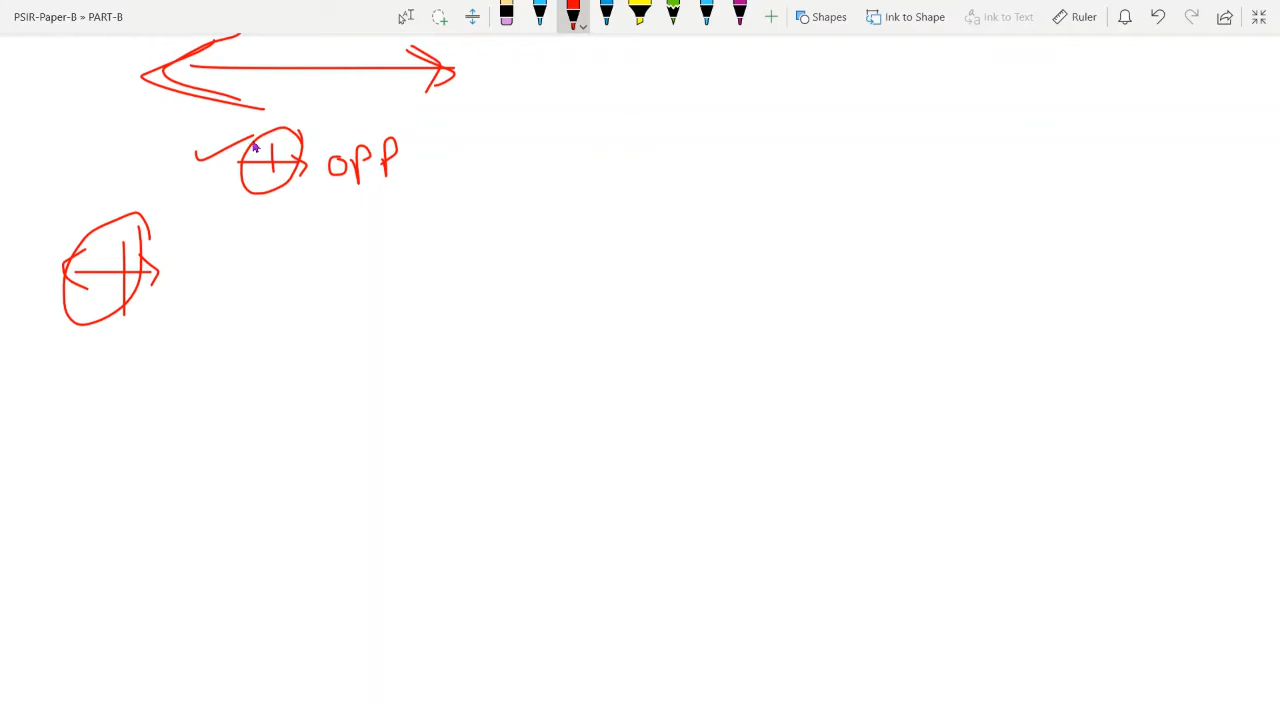 PSIR-Paper-B » PART-B
Shapes
Ink to Shape
Ink to Text
Ruler
opp